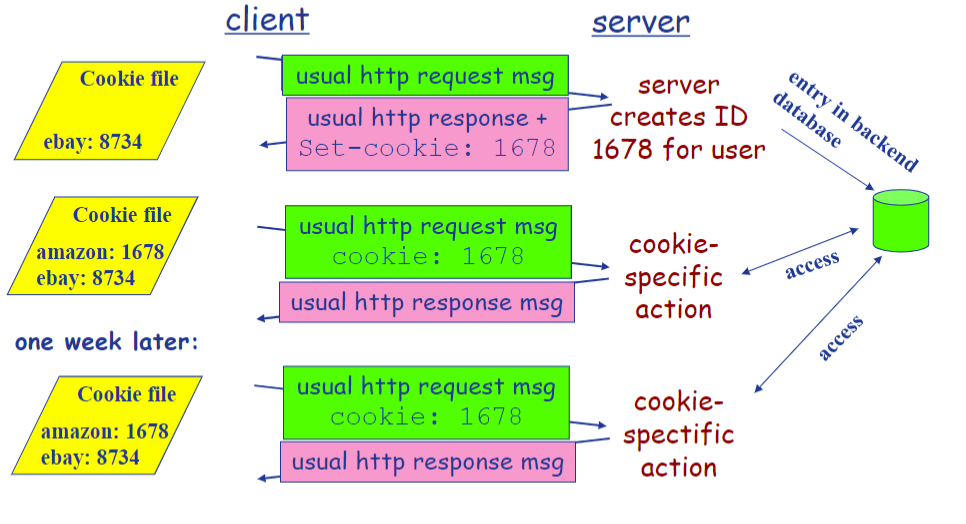 client
server
Cookie file
ebay: 8734
usual http request msg
usual http response +
Set-cookie: 1678
server
creates ID
1678 for user
entry in backend
database
Cookie file
amazon: 1678
ebay: 8734
usual http request msg
cookie: 1678
usual http response msg
cookie-
specific
action
access
one week later:
Cookie file
amazon: 1678
ebay: 8734
usual http request msg
cookie: 1678
usual http response msg
cookie-
spectific
action
access